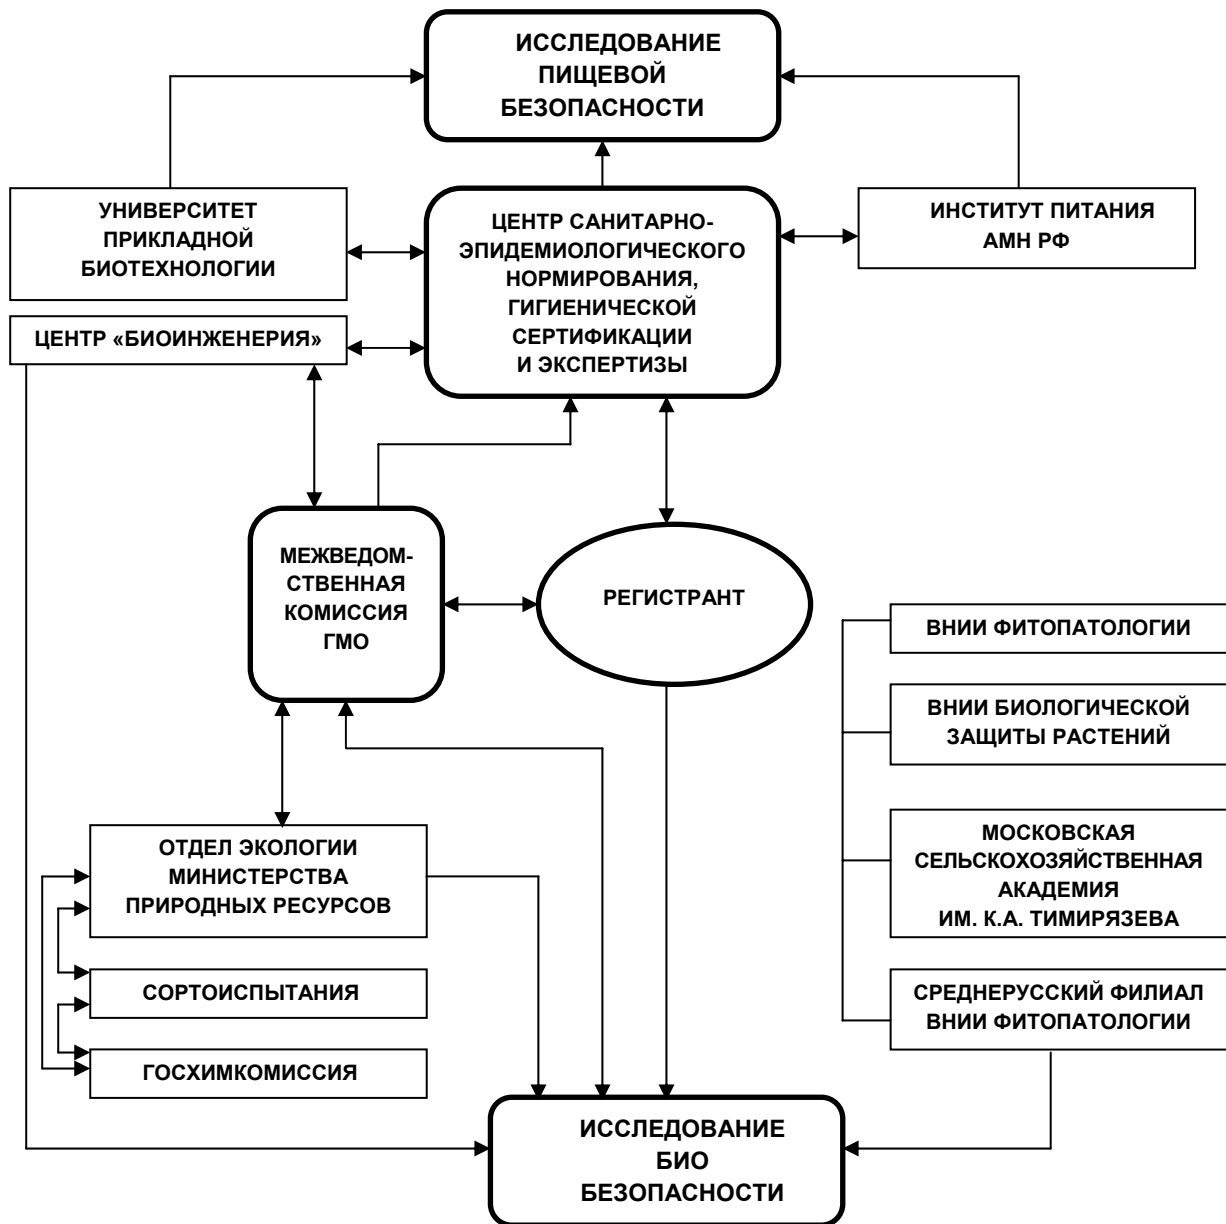 ИССЛЕДОВАНИЕ
ПИЩЕВОЙ
БЕЗОПАСНОСТИ
УНИВЕРСИТЕТ
ПРИКЛАДНОЙ
БИОТЕХНОЛОГИИ
ЦЕНТР САНИТАРНО-
ЭПИДЕМИОЛОГИЧЕСКОГО
НОРМИРОВАНИЯ,
ГИГИЕНИЧЕСКОЙ
СЕРТИФИКАЦИИ
И ЭКСПЕРТИЗЫ
ИНСТИТУТ ПИТАНИЯ
АМН РФ
ЦЕНТР «БИОИНЖЕНЕРИЯ»
МЕЖВЕДОМ-
СТВЕННАЯ
КОМИССИЯ
ГМО
РЕГИСТРАНТ
ВНИИ ФИТОПАТОЛОГИИ
ВНИИ БИОЛОГИЧЕСКОЙ
ЗАЩИТЫ РАСТЕНИЙ
МОСКОВСКАЯ
СЕЛЬСКОХОЗЯЙСТВЕННАЯ
АКАДЕМИЯ
ИМ. К.А. ТИМИРЯЗЕВА
СРЕДНЕРУССКИЙ ФИЛИАЛ
ВНИИ ФИТОПАТОЛОГИИ
ОТДЕЛ ЭКОЛОГИИ
МИНИСТЕРСТВА
ПРИРОДНЫХ РЕСУРСОВ
СОРТОИСПЫТАНИЯ
ГОСХИМКОМИССИЯ
ИССЛЕДОВАНИЕ
БИО
БЕЗОПАСНОСТИ